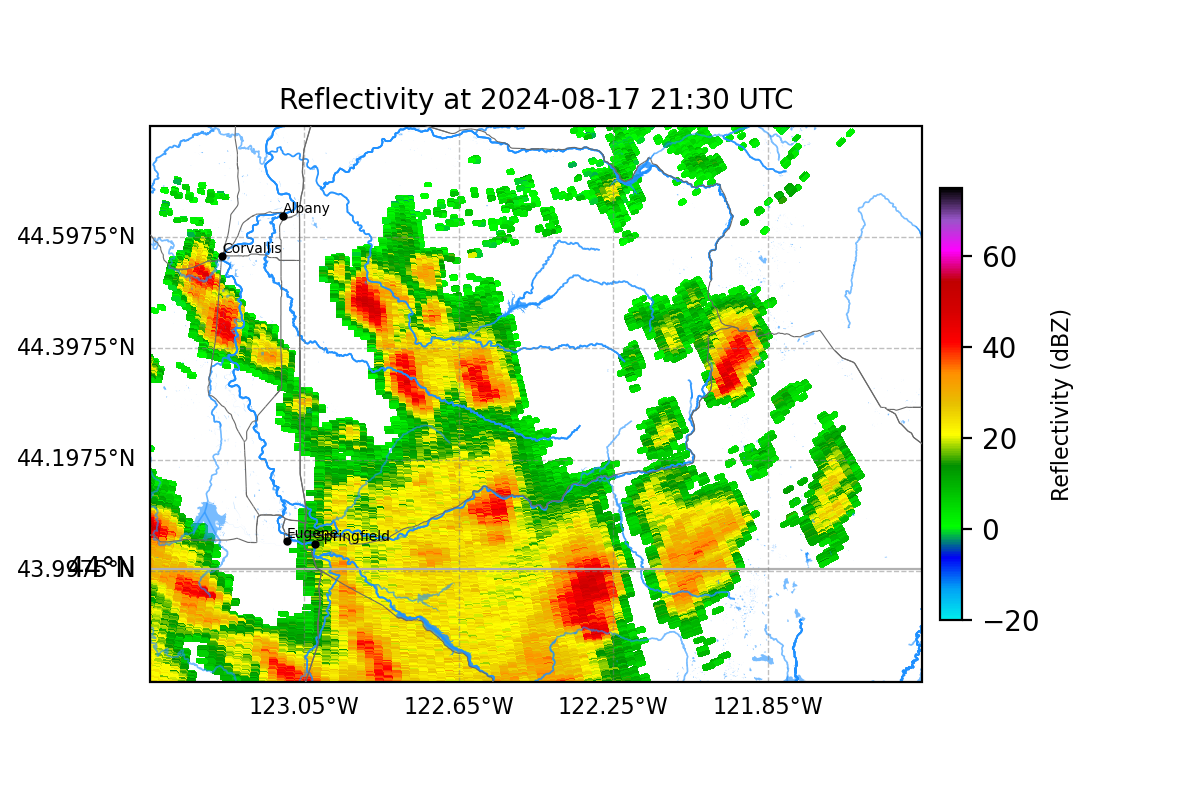 Reflectivity at 2024-08-17 21:30 UTC
Albany
44.5975°N
Corvallis
60
44.3975°N
40
Reflectivity (dBZ)
44.1975°N
20
Eugene
Springfield
0
44°N
43.9975°N
−20
123.05°W 122.65°W 122.25°W 121.85°W